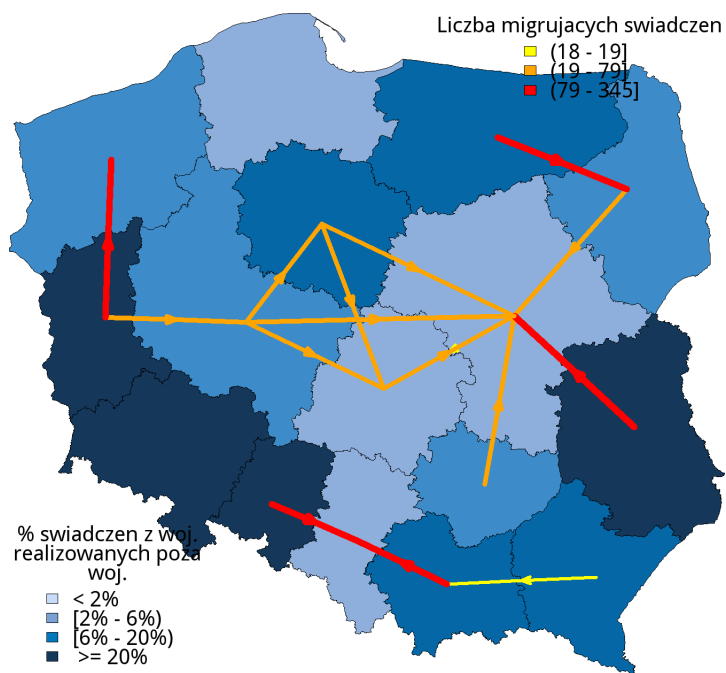 Liczba migrujacych swiadczen
(18 - 19]
(19 - 79]
(79 - 345]
% swiadczen z woj.
realizowanych poza
woj.
< 2%
[2% - 6%)
[6% - 20%)
>= 20%